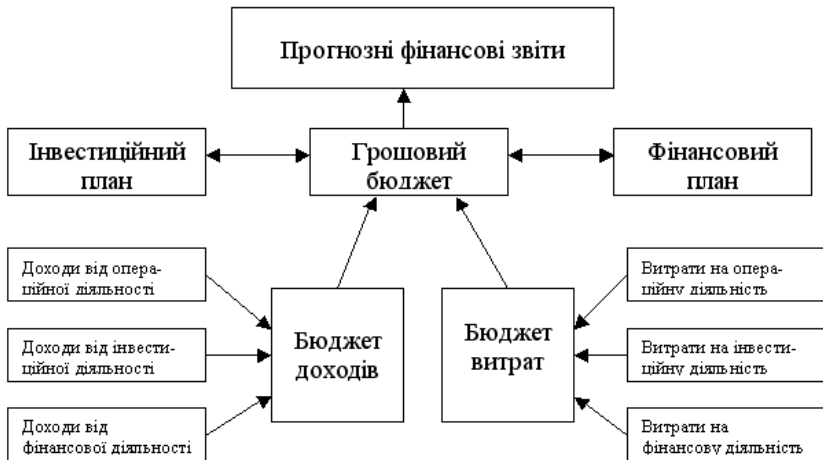 Прогнозні фінансові звіти
Інвестиційний
план
Грошовий
бюджет
Фінансовий
план
Доходи від опера-
ційної діяльності
Доходи від інвести-
ційної діяльності
Доходи від
фінансової діяльності
Бюджет
доходів
Бюджет
витрат
Витрати на опера-
ційну діяльність
Витрати на інвести-
ційну діяльність
Витрати на
фінансову діяльність